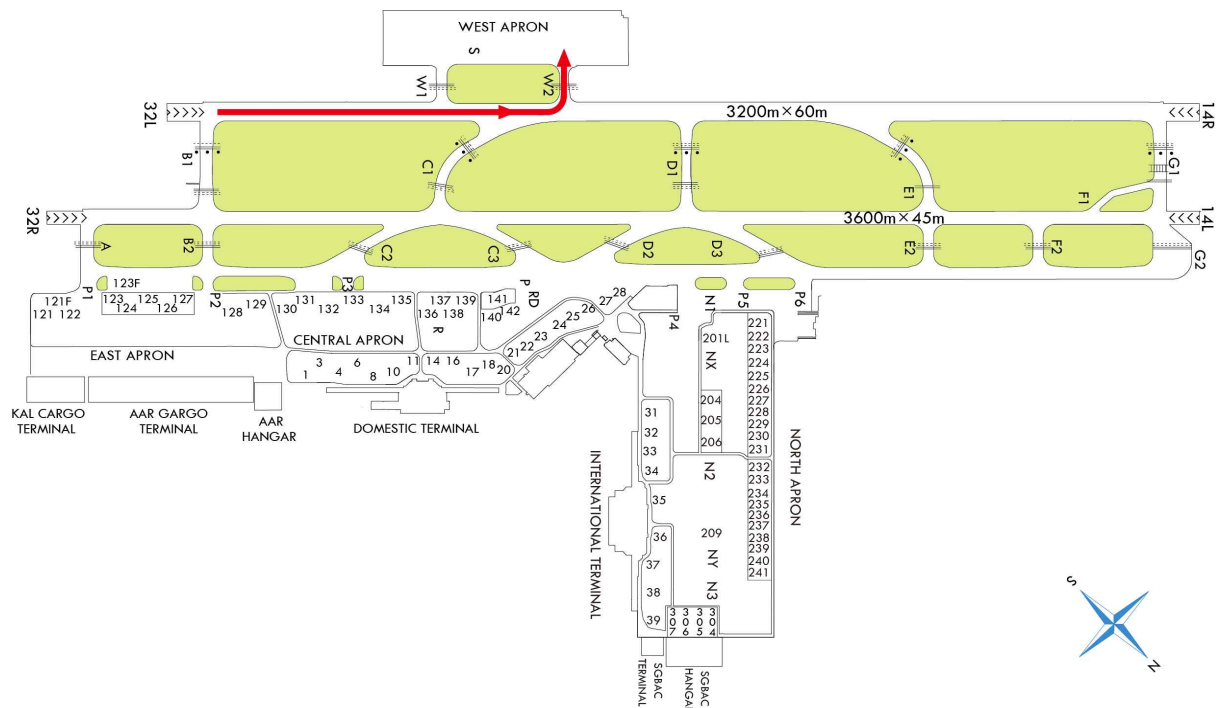 WEST APRON
S
W1
W2
32L
3200m×60m
14R
B1
C1
D1
E1
F1
G1
32R
3600m×45m
14L
A
B2
C2
C3
D2
D3
E2
F2
G2
P1
123F
P2
P3
P
RD
N1
P5
P6
P4
121F
121
122
123
124
125
126
127
128
129
130
131
132
133
134
135
136
137
138
139
R
140
141
142
EAST APRON
CENTRAL APRON
1
3
4
6
8
10
11
14
16
17
18
20
21
22
23
24
25
26
27
28
KAL CARGO
TERMINAL
AAR GARGO
TERMINAL
AAR
HANGAR
DOMESTIC TERMINAL
INTERNATIONAL TERMINAL
31
32
33
34
35
36
37
38
39
201L
NX
204
205
206
N2
209
NY
N3
221
222
223
224
225
226
227
228
229
230
231
232
233
234
235
236
237
238
239
240
241
NORTH APRON
307
306
305
304
SGBAC
TERMINAL
SGBAC
HANGAR
S
N